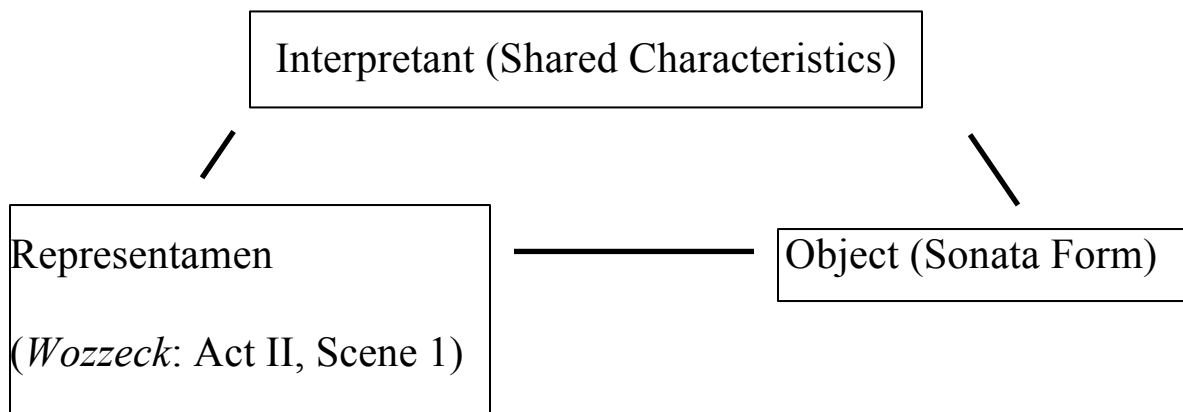 Interpretant (Shared Characteristics)
Representamen
(Wozzeck: Act II, Scene 1)
Object (Sonata Form)